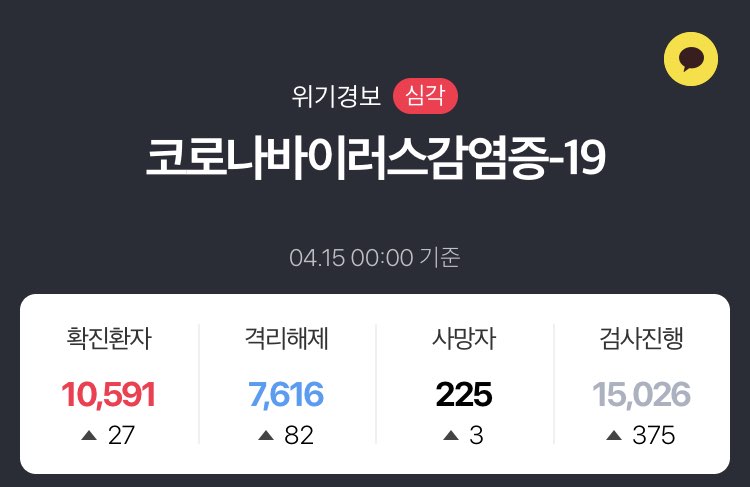 위기경보 심각
코로나바이러스감염증-19
04.15 00:00 기준
확진환자 격리해제 사망자 검사진행
10,591 7,616 225 15,026
▲ 27 ▲ 82 ▲ 3 ▲ 375